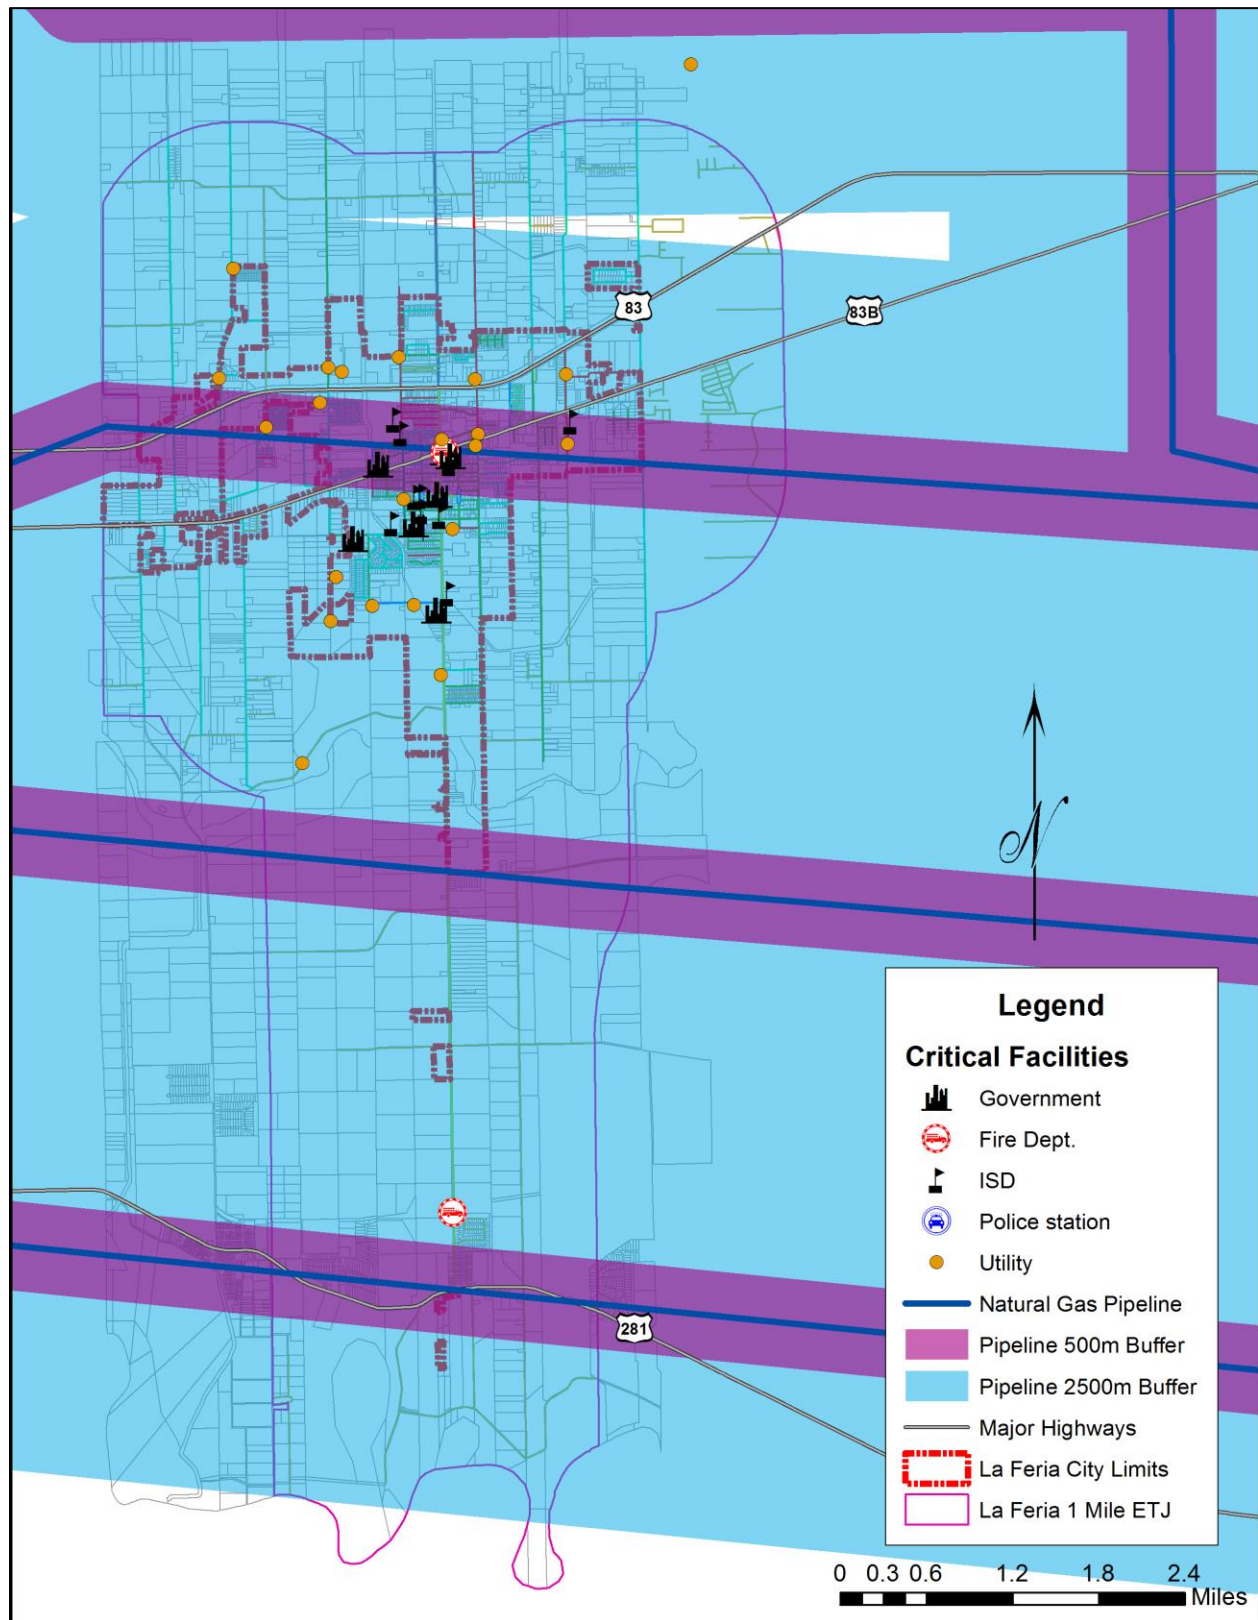 83
83B
N
281
Legend
Critical Facilities
Government
Fire Dept.
ISD
Police station
Utility
Natural Gas Pipeline
Pipeline 500m Buffer
Pipeline 2500m Buffer
Major Highways
La Feria City Limits
La Feria 1 Mile ETJ
0 0.3 0.6 1.2 1.8 2.4
Miles